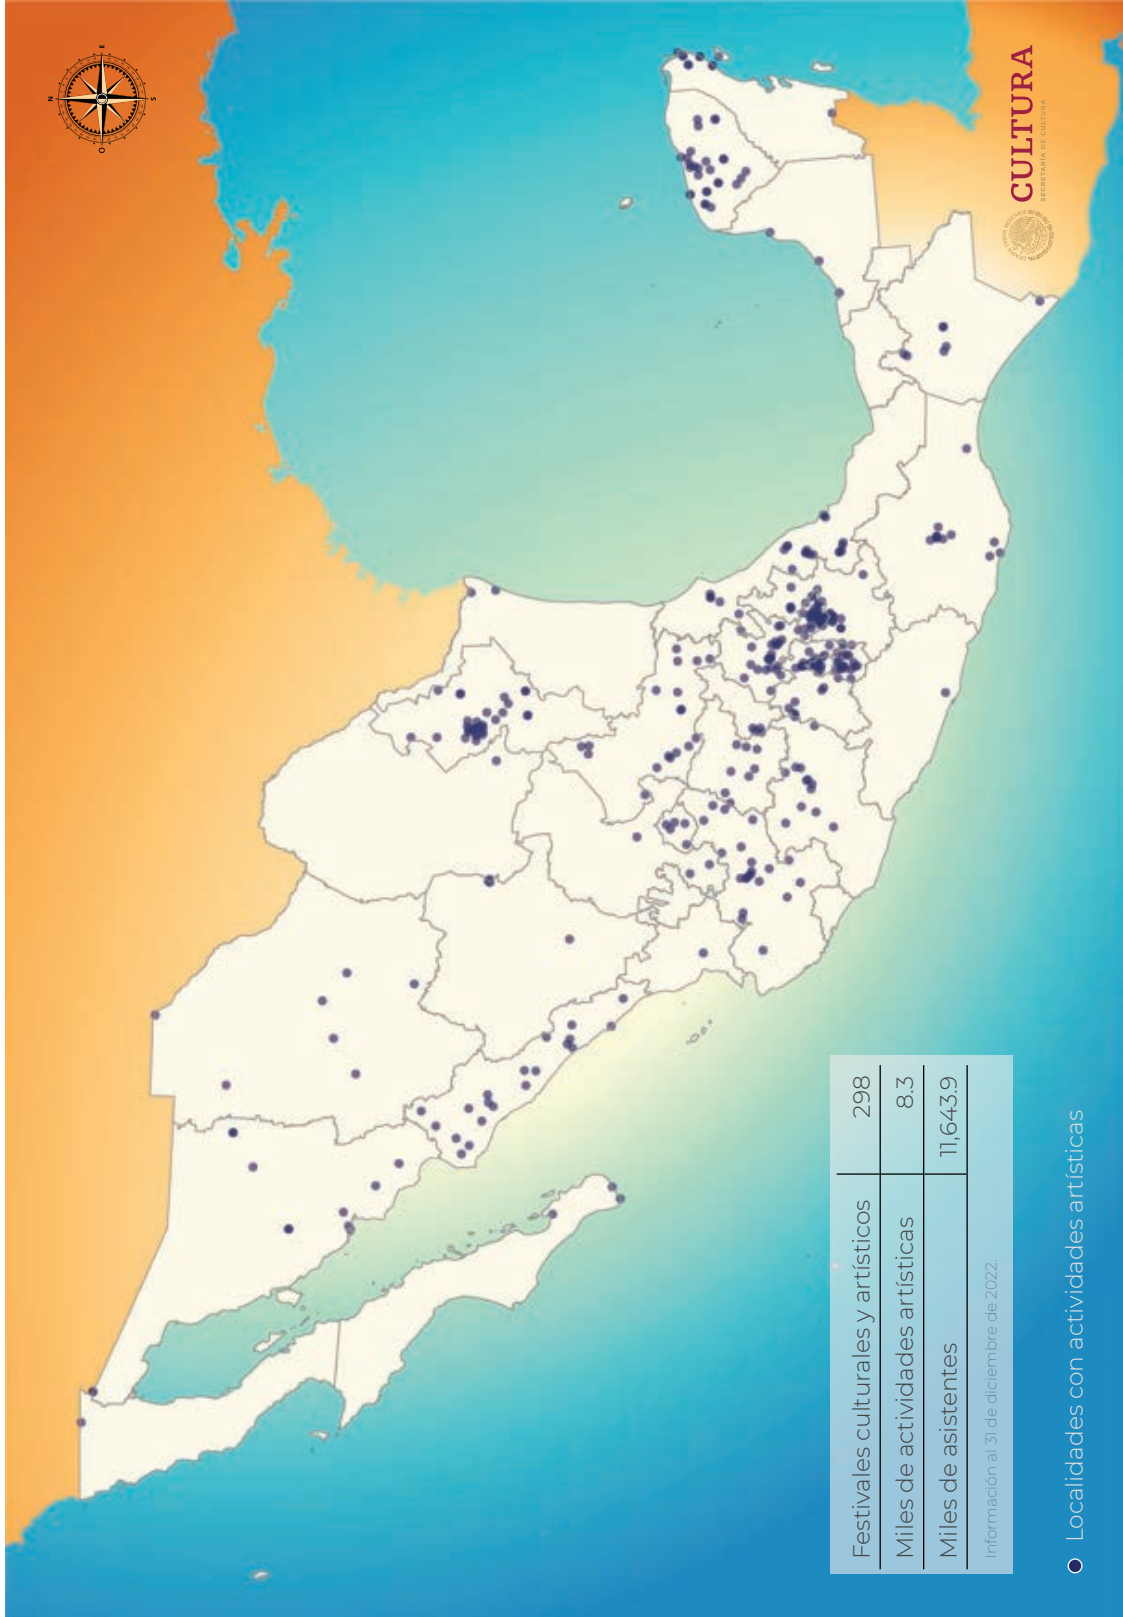 N
E
S
O
CULTURA
SECRETARÍA DE CULTURA
Festivales culturales y artísticos 298
Miles de actividades artísticas 8.3
Miles de asistentes 11,643.9
Información al 31 de diciembre de 2022.
Localidades con actividades artísticas